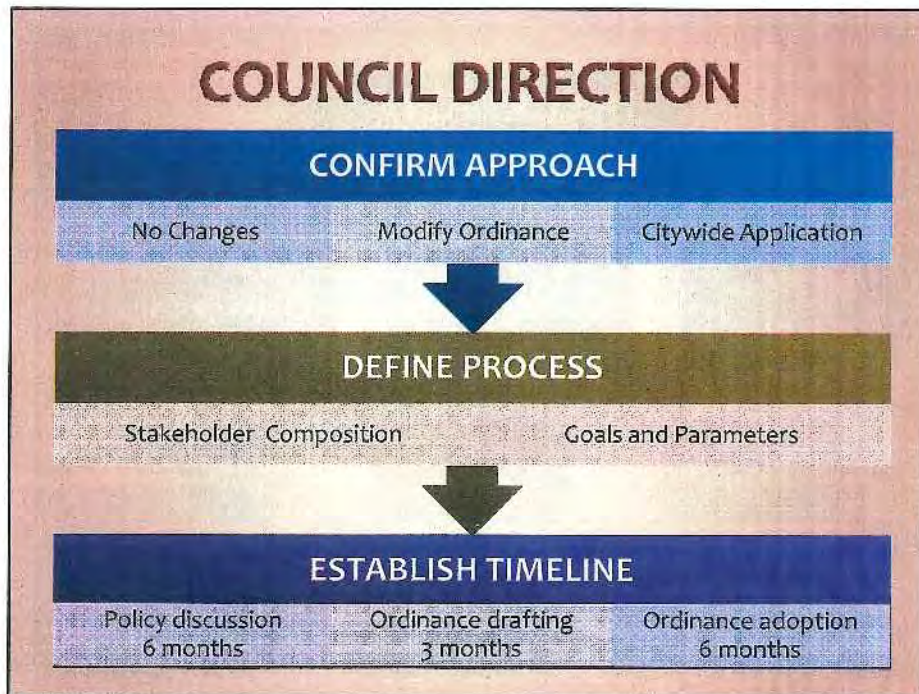 COUNCIL DIRECTION
CONFIRM APPROACH
No Changes
Modify Ordinance
Citywide Application
DEFINE PROCESS
Stakeholder Composition
Goals and Parameters
ESTABLISH TIMELINE
Policy discussion
6 months
Ordinance drafting
3 months
Ordinance adoption
6 months